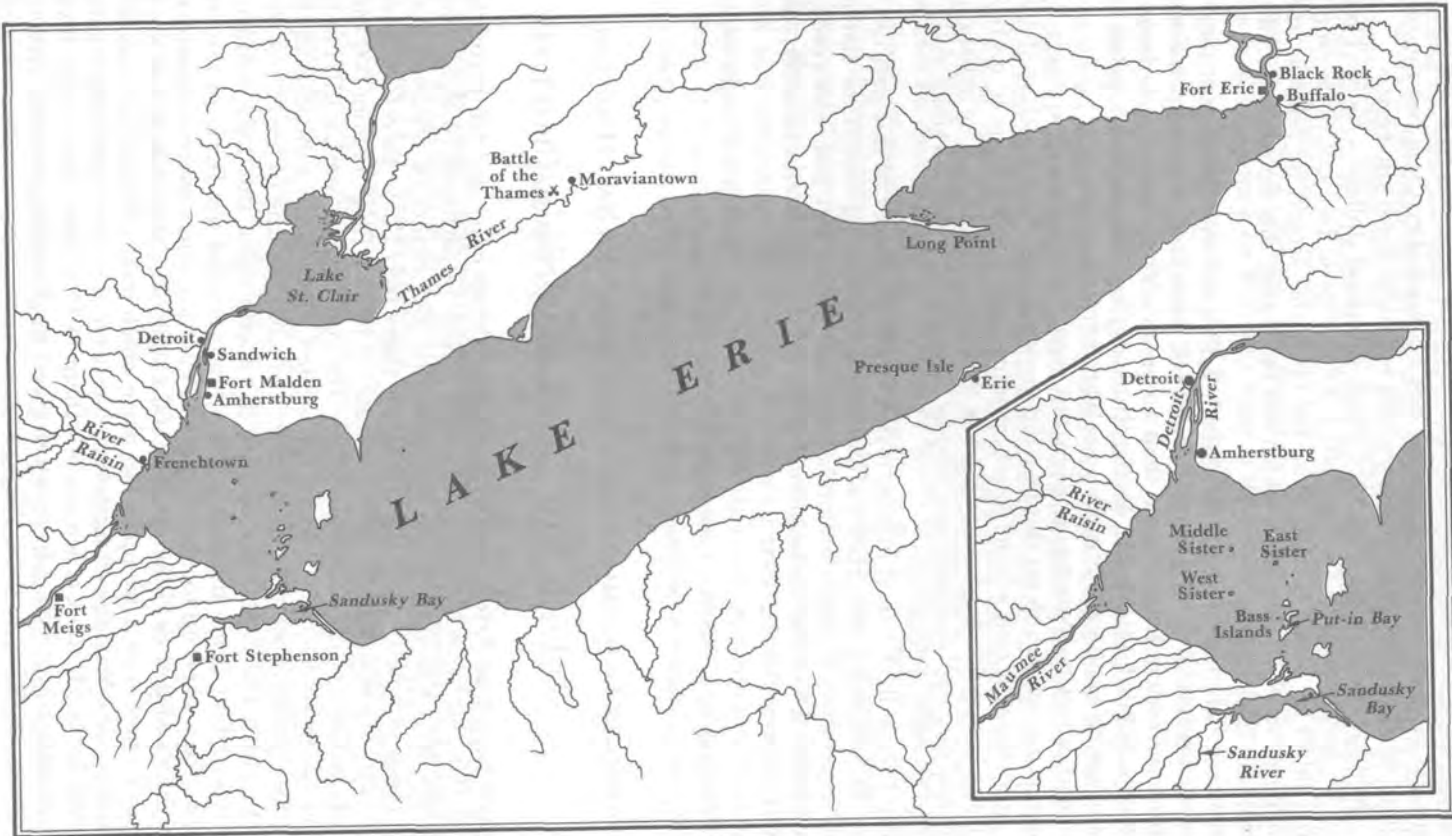 Black Rock
Fort Erie
Buffalo
Battle
of the
Thames
Moraviantown
Thames River
Long Point
Lake
St. Clair
LAKE ERIE
Detroit
Sandwich
Fort Malden
Amherstburg
River
Raisin
Frenchtown
Presque Isle
Erie
Fort
Meigs
Sandusky Bay
Fort Stephenson
Detroit
Detroit River
Amherstburg
River
Raisin
Middle
Sister
East
Sister
West
Sister
Bass
Islands
Put-in Bay
Maumee
River
Sandusky
Bay
Sandusky
River